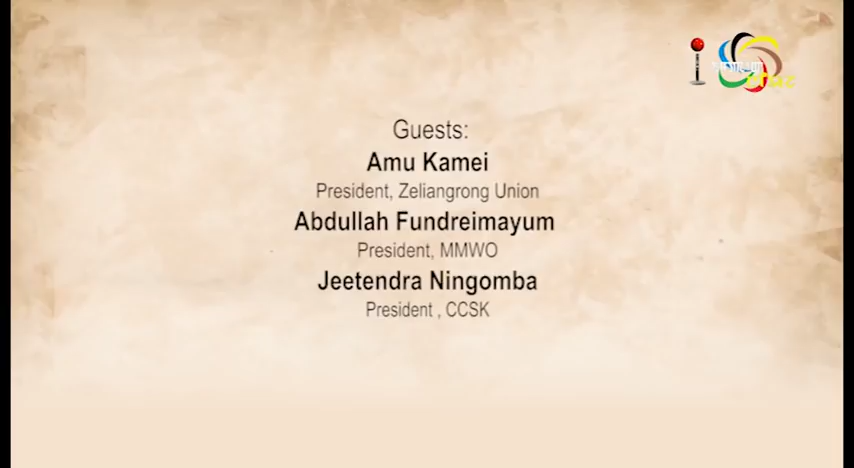 Guests:
Amu Kamei
President, Zeliangrong Union
Abdullah Fundreimayum
President, MMWO
Jeetendra Ningomba
President , CCSK